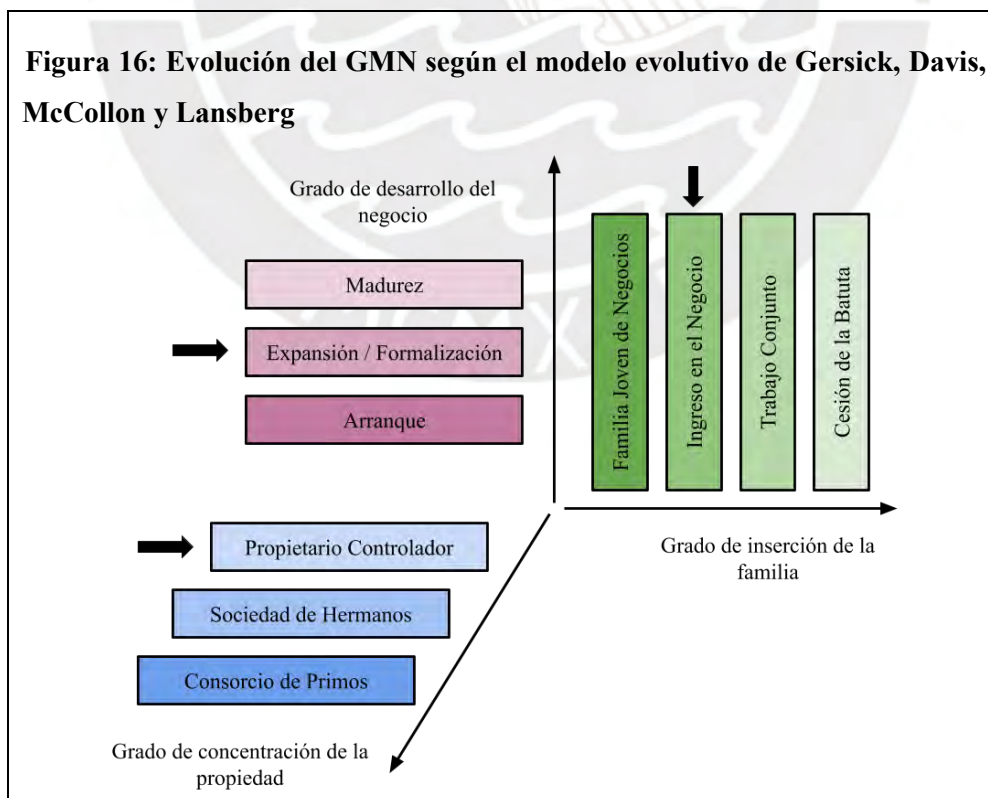 Figura 16: Evolución del GMN según el modelo evolutivo de Gersick, Davis,
McCollon y Lansberg
Grado de desarrollo del
negocio
Madurez
Expansión / Formalización
Arranque
Familia Joven de Negocios
Ingreso en el Negocio
Trabajo Conjunto
Cesión de la Batuta
Grado de inserción de la
familia
Propietario Controlador
Sociedad de Hermanos
Consorcio de Primos
Grado de concentración de la
propiedad